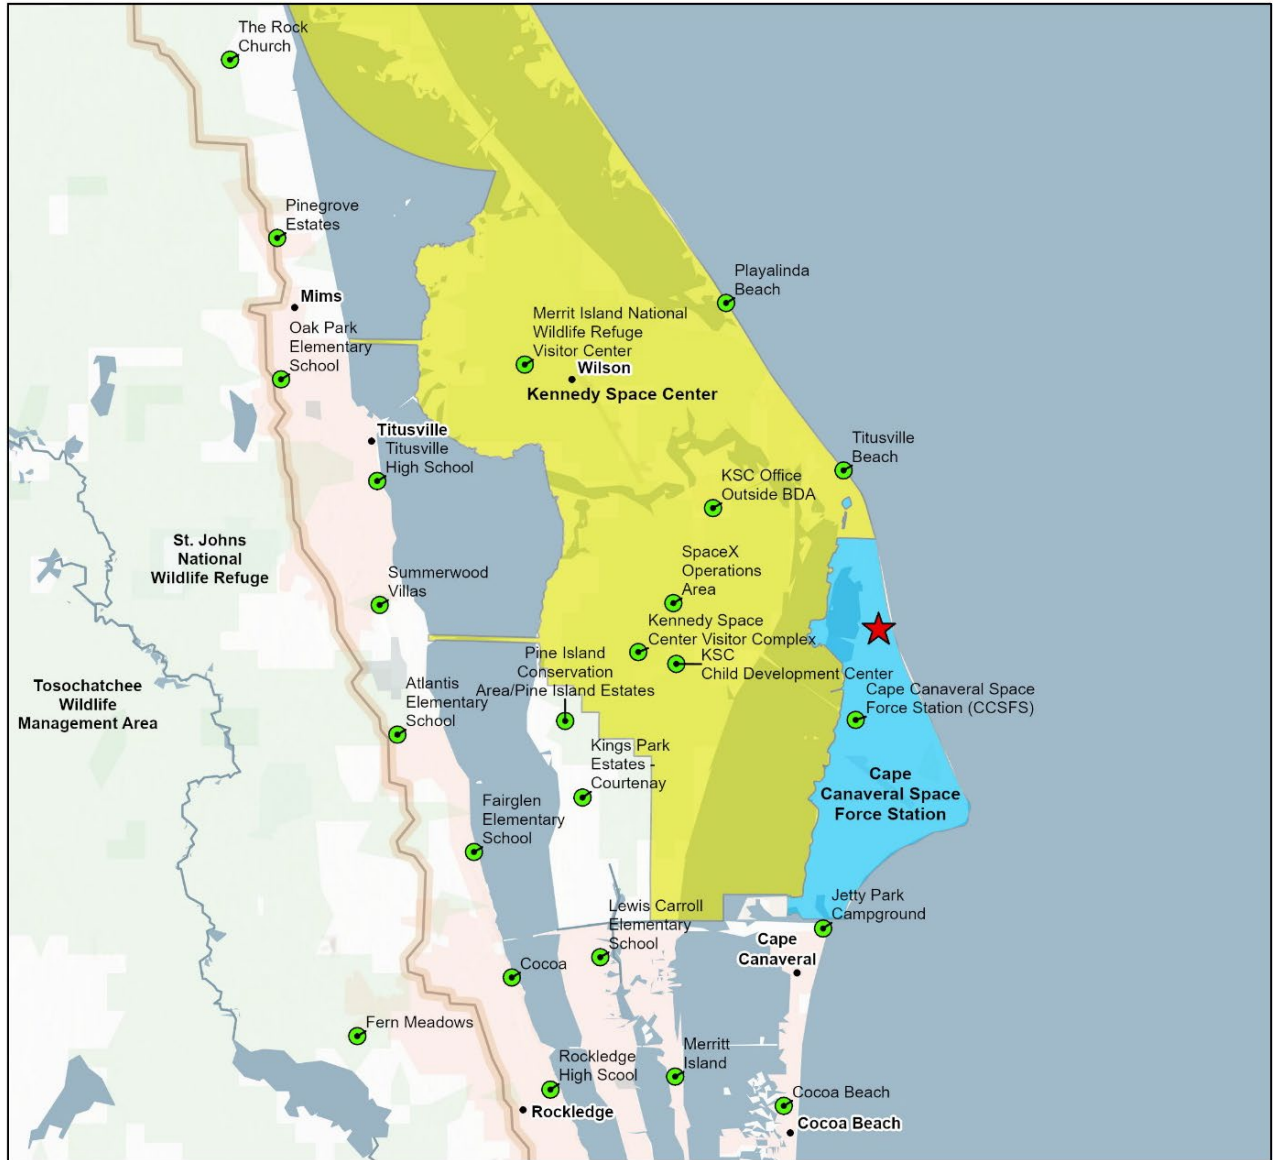 The Rock
Church
Pinegrove
Estates
Mims
Oak Park
Elementary
School
Playalinda
Beach
Merrit Island National
Wildlife Refuge
Visitor Center
Wilson
Kennedy Space Center
Titusville
Titusville
High School
Titusville
Beach
KSC Office
Outside BDA
St. Johns
National
Wildlife Refuge
Summerwood
Villas
SpaceX
Operations
Area
Kennedy Space
Center Visitor Complex
KSC
Child Development Center
Pine Island
Conservation
Area/Pine Island Estates
Tosochatchee
Wildlife
Management Area
Atlantis
Elementary
School
Cape Canaveral Space
Force Station (CCSFS)
Kings Park
Estates -
Courtenay
Cape
Canaveral Space
Force Station
Fairglen
Elementary
School
Jetty Park
Campground
Lewis Carroll
Elementary
School
Cape
Canaveral
Cocoa
Fern Meadows
Rockledge
High Scool
Merritt
Island
Rockledge
Cocoa Beach
Cocoa Beach